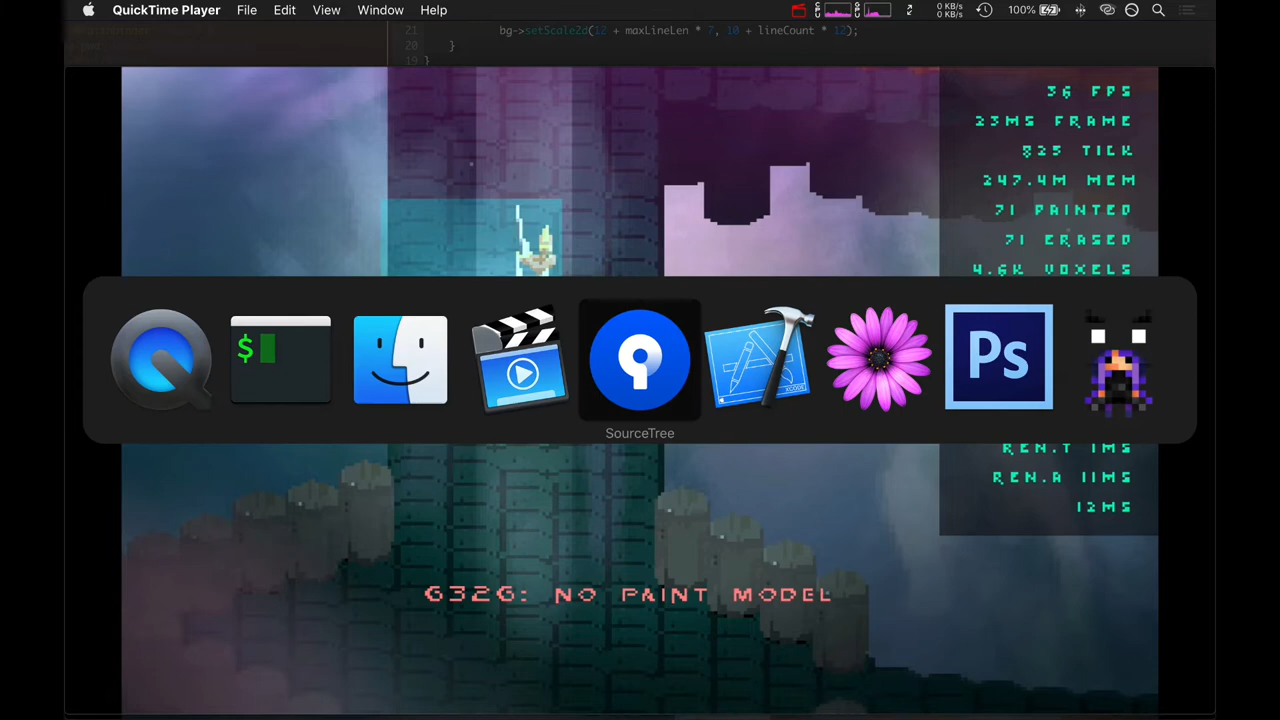 QuickTime Player File Edit View Window Help
0 KB/s
0 KB/s
100%
21 bg->setScale2d(12 + maxLineLen * 7, 10 + lineCount * 12);
20 }
19 }
36 FPS
23MS FRAME
825 TICK
247.4M MEM
71 PAINTED
71 ERASED
4.6K VOXELS
$
Ps
SourceTree
REN.T 1MS
REN.A 11MS
12MS
6326: NO PAINT MODEL